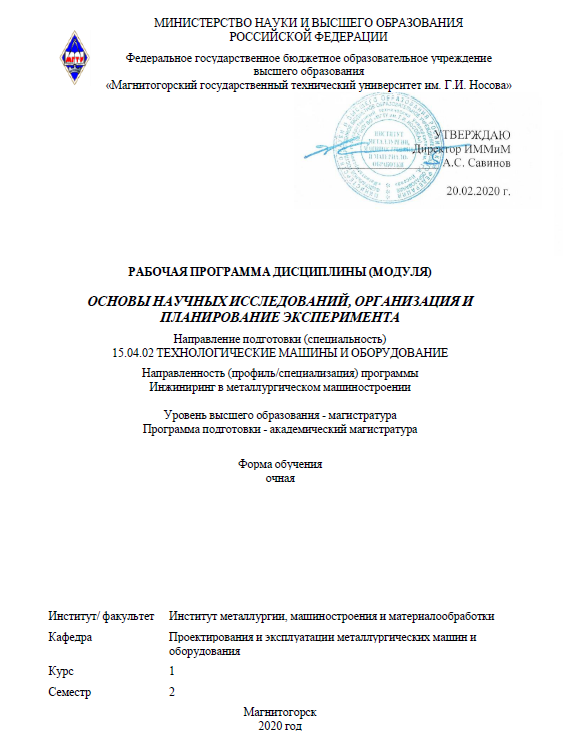 МИНИСТЕРСТВО НАУКИ И ВЫСШЕГО ОБРАЗОВАНИЯ
РОССИЙСКОЙ ФЕДЕРАЦИИ
Федеральное государственное бюджетное образовательное учреждение
высшего образования
«Магнитогорский государственный технический университет им. Г.И. Носова»
МГТУ
УТВЕРЖДАЮ
Директор ИММиМ
А.С. Савинов
20.02.2020 г.
РАБОЧАЯ ПРОГРАММА ДИСЦИПЛИНЫ (МОДУЛЯ)
ОСНОВЫ НАУЧНЫХ ИССЛЕДОВАНИЙ, ОРГАНИЗАЦИЯ И
ПЛАНИРОВАНИЕ ЭКСПЕРИМЕНТА
Направление подготовки (специальность)
15.04.02 ТЕХНОЛОГИЧЕСКИЕ МАШИНЫ И ОБОРУДОВАНИЕ
Направленность (профиль/специализация) программы
Инжиниринг в металлургическом машиностроении
Уровень высшего образования - магистратура
Программа подготовки - академический магистратура
Форма обучения
очная
Институт/ факультет Институт металлургии, машиностроения и материалообработки
Кафедра Проектирования и эксплуатации металлургических машин и
оборудования
Курс 1
Семестр 2
Магнитогорск
2020 год